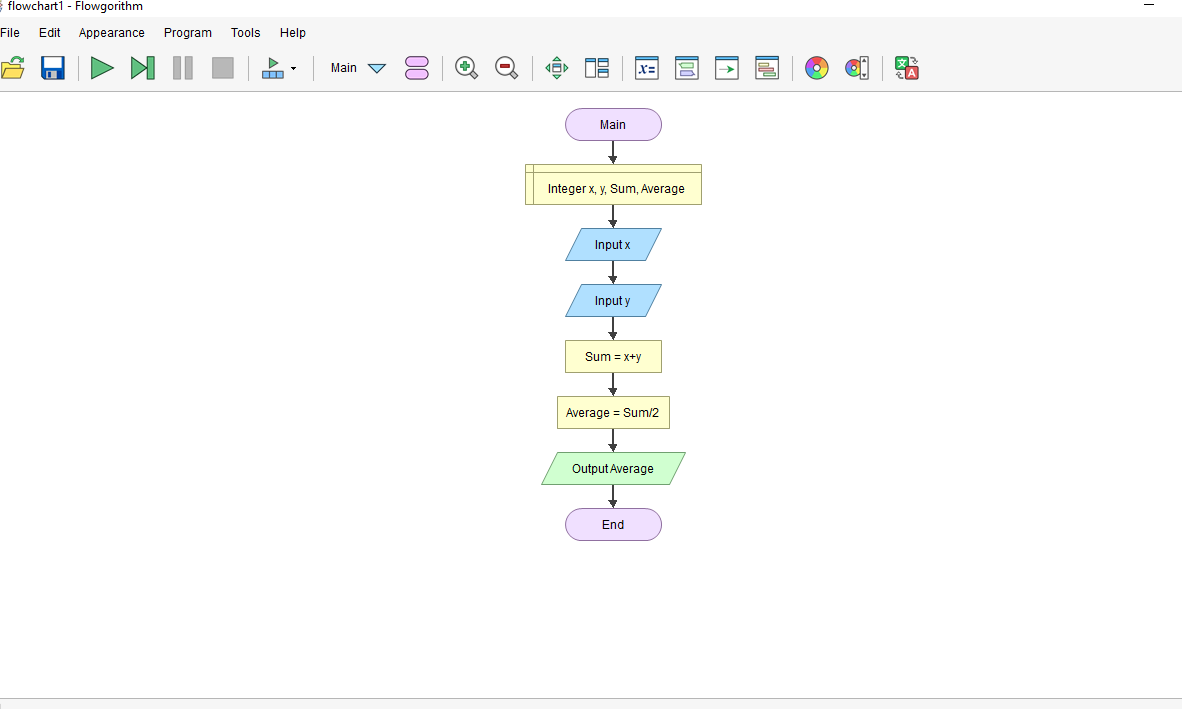 flowchart1 - Flowgorithm
File Edit Appearance Program Tools Help
Main
x=
文
A
Main
Integer x, y, Sum, Average
Input x
Input y
Sum = x+y
Average = Sum/2
Output Average
End